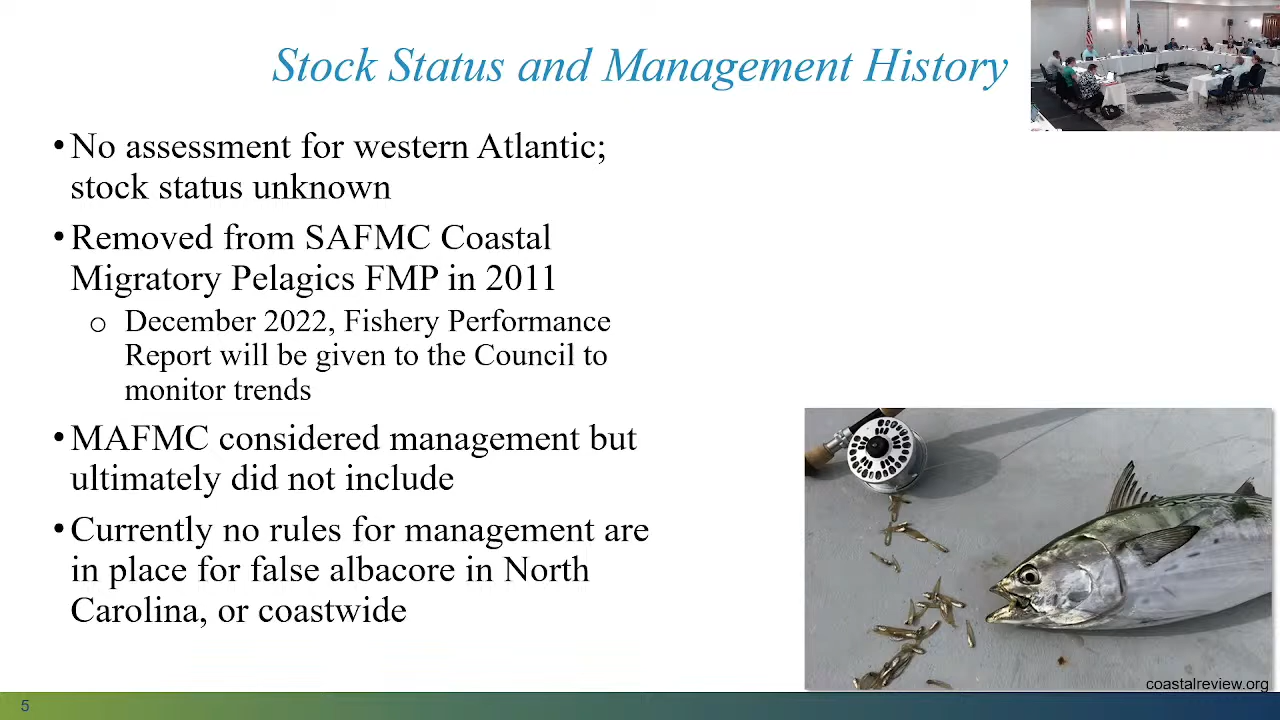 Stock Status and Management History
•No assessment for western Atlantic;
stock status unknown
•Removed from SAFMC Coastal
Migratory Pelagics FMP in 2011
o December 2022, Fishery Performance
Report will be given to the Council to
monitor trends
•MAFMC considered management but
ultimately did not include
•Currently no rules for management are
in place for false albacore in North
Carolina, or coastwide
coastalreview.org
5